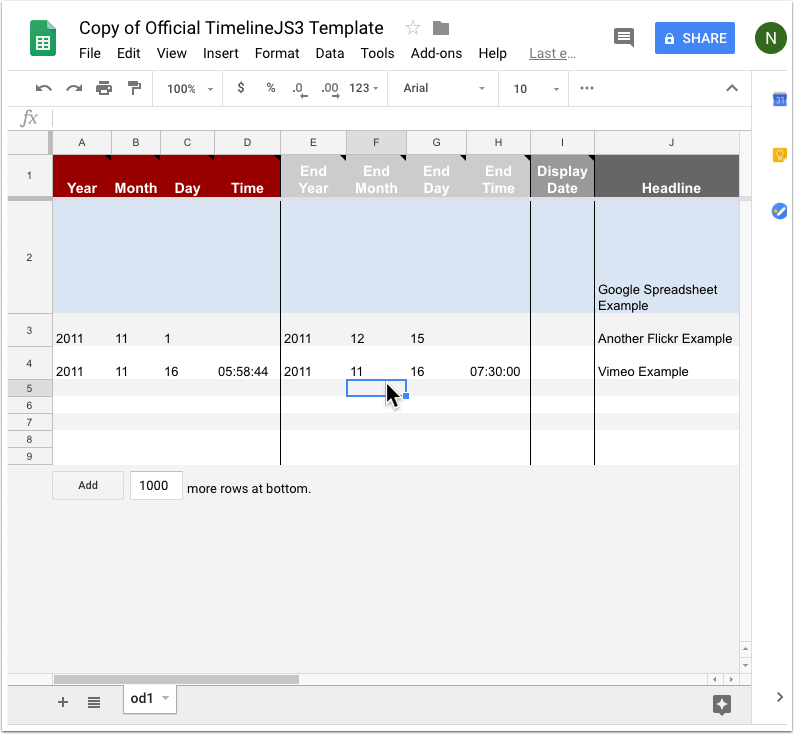 Copy of Official TimelineJS3 Template
File Edit View Insert Format Data Tools Add-ons Help Last e...
SHARE
N
100% $ % .0 .00 123 Arial 10
31
fx
A B C D E F G H I J
1 Year Month Day Time End Year End Month End Day End Time Display Date Headline
2 Google Spreadsheet
Example
3 2011 11 1 2011 12 15 Another Flickr Example
4 2011 11 16 05:58:44 2011 11 16 07:30:00 Vimeo Example
5
6
7
8
9
Add 1000 more rows at bottom.
od1